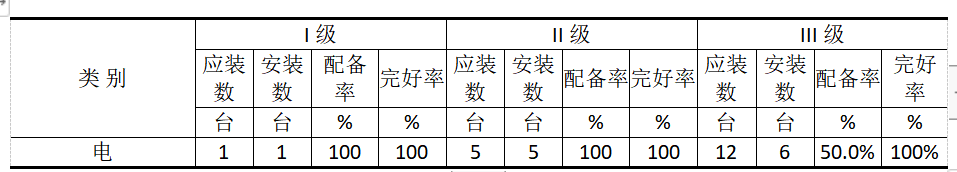 类别 I 级 II 级 III 级
应装数 安装数 配备率 完好率 应装数 安装数 配备率 完好率 应装数 安装数 配备率 完好率
台 台 % % 台 台 % % 台 台 % %
电 1 1 100 100 5 5 100 100 12 6 50.0% 100%